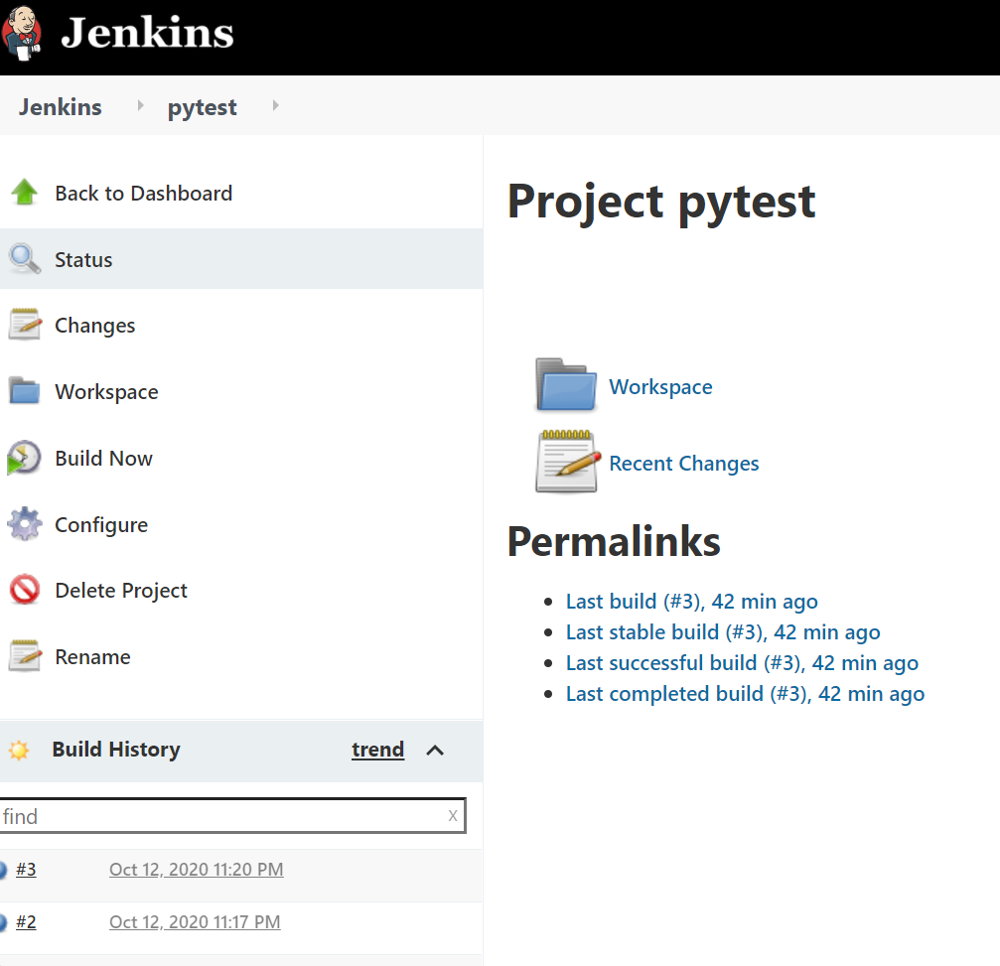 Jenkins
Jenkins pytest
Back to Dashboard
Status
Changes
Workspace
Build Now
Configure
Delete Project
Rename
Build History trend
find X
#3 Oct 12, 2020 11:20 PM
#2 Oct 12, 2020 11:17 PM
Project pytest
Workspace
Recent Changes
Permalinks
Last build (#3), 42 min ago
Last stable build (#3), 42 min ago
Last successful build (#3), 42 min ago
Last completed build (#3), 42 min ago